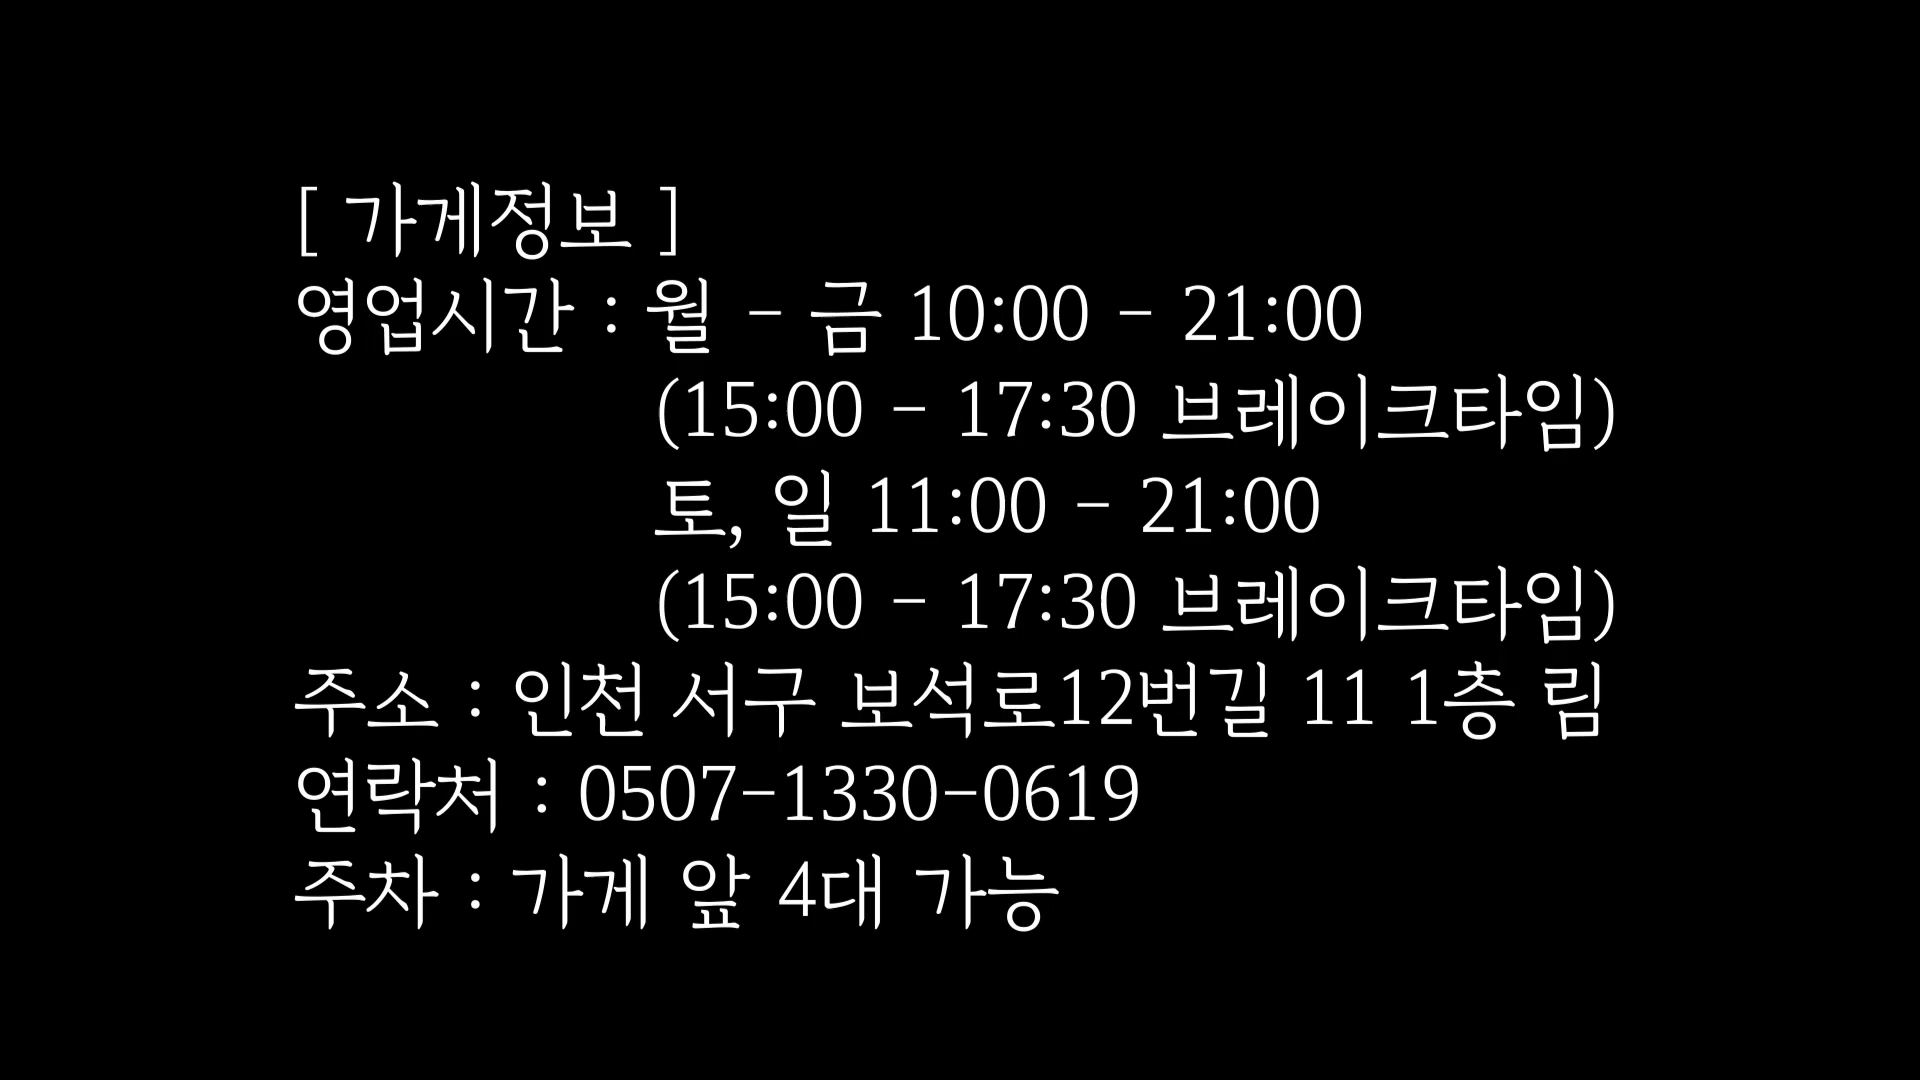 [ 가게정보 ]
영업시간 : 월 - 금 10:00 - 21:00
(15:00 - 17:30 브레이크타임)
토, 일 11:00 - 21:00
(15:00 - 17:30 브레이크타임)
주소 : 인천 서구 보석로12번길 11 1층 림
연락처 : 0507-1330-0619
주차 : 가게 앞 4대 가능